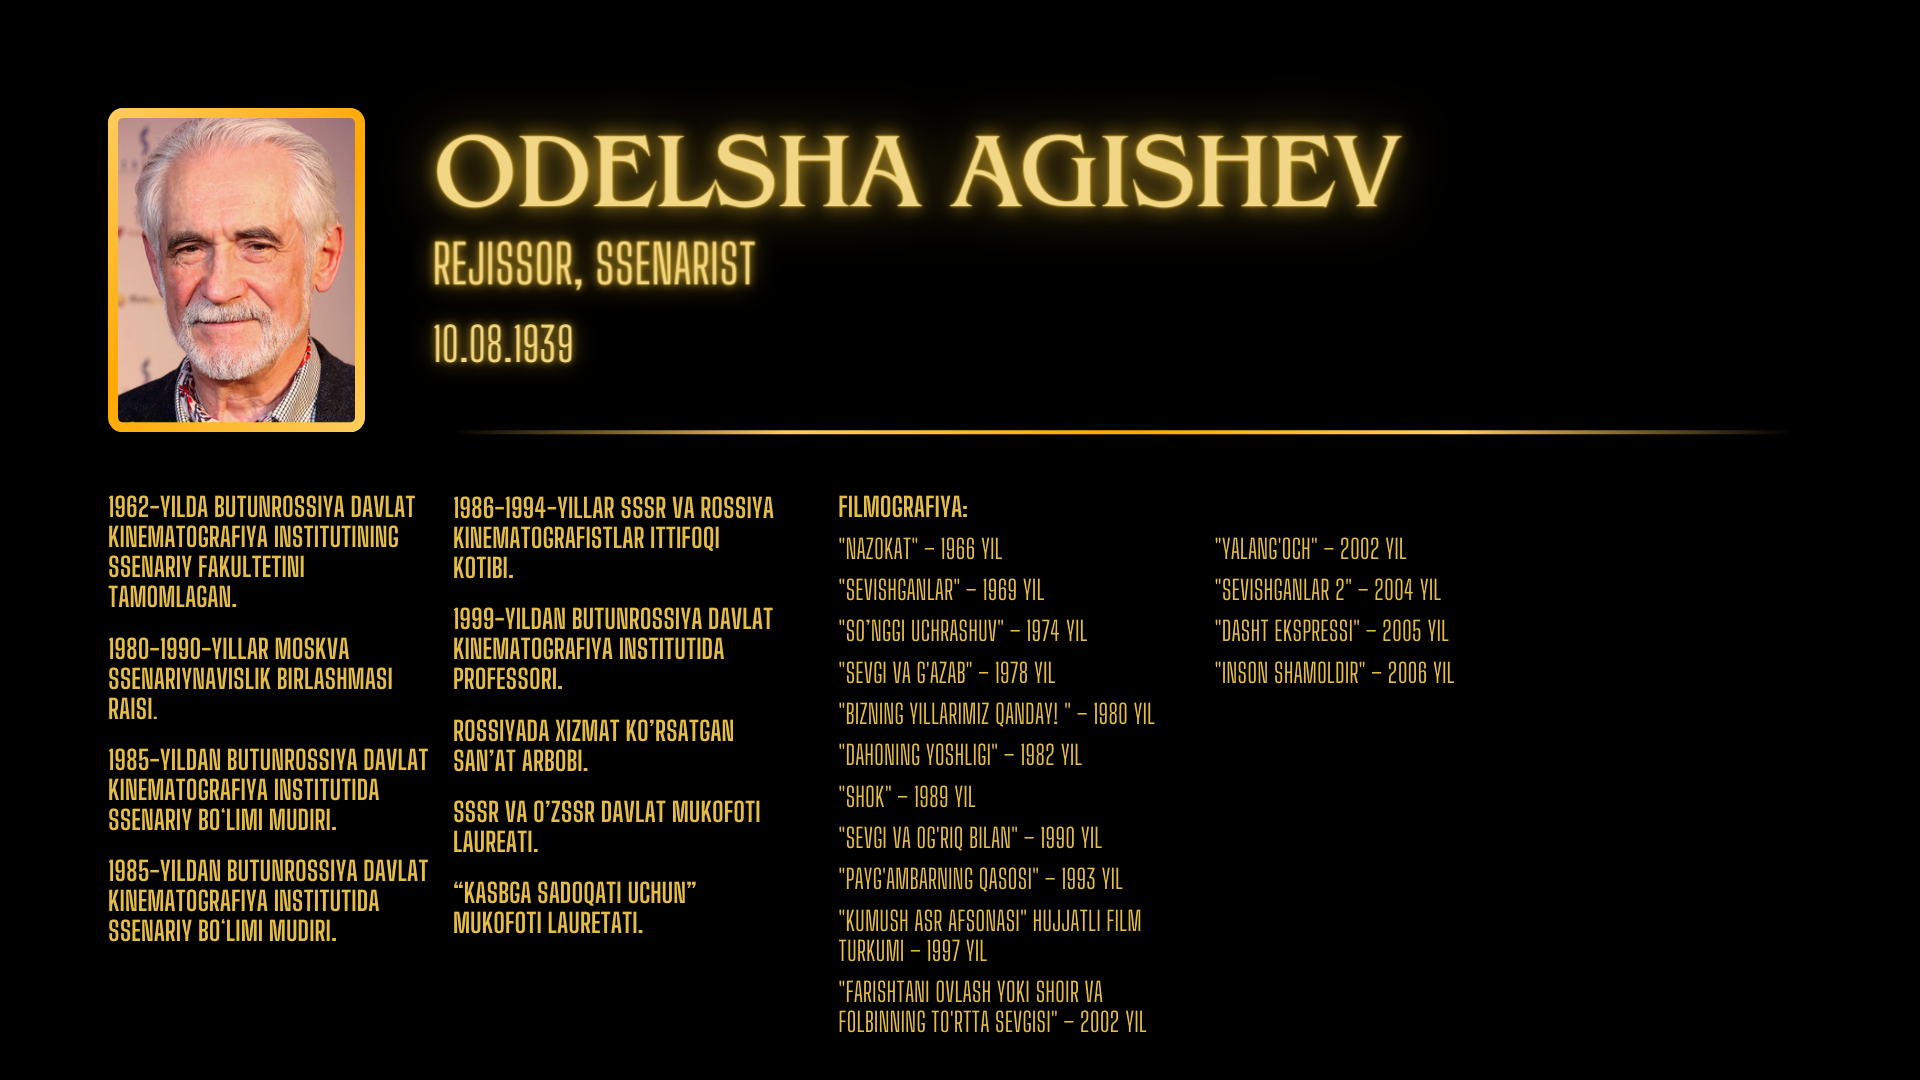 ODELSHA AGISHEV
REJISSOR, SSENARIST
10.08.1939
1962-YILDA BUTUNROSSIYA DAVLAT
KINEMATOGRAFIYA INSTITUTINING
SSENARIY FAKULTETINI
TAMOMLAGAN.
1980-1990-YILLAR MOSKVA
SSENARIYNAVISLIK BIRLASHMASI
RAISI.
1985-YILDAN BUTUNROSSIYA DAVLAT
KINEMATOGRAFIYA INSTITUTIDA
SSENARIY BO‘LIMI MUDIRI.
1985-YILDAN BUTUNROSSIYA DAVLAT
KINEMATOGRAFIYA INSTITUTIDA
SSENARIY BO‘LIMI MUDIRI.
1986-1994-YILLAR SSSR VA ROSSIYA
KINEMATOGRAFISTLAR ITTIFOQI
KOTIBI.
1999-YILDAN BUTUNROSSIYA DAVLAT
KINEMATOGRAFIYA INSTITUTIDA
PROFESSORI.
ROSSIYADA XIZMAT KO’RSATGAN
SAN’AT ARBOBI.
SSSR VA O’ZSSR DAVLAT MUKOFOTI
LAUREATI.
“KASBGA SADOQATI UCHUN”
MUKOFOTI LAURETATI.
FILMOGRAFIYA:
"NAZOKAT" – 1966 YIL
"SEVISHGANLAR" – 1969 YIL
"SO’NGGI UCHRASHUV" – 1974 YIL
"SEVGI VA G'AZAB" – 1978 YIL
"BIZNING YILLARIMIZ QANDAY! " – 1980 YIL
"DAHONING YOSHLIGI" – 1982 YIL
"SHOK" – 1989 YIL
"SEVGI VA OG'RIQ BILAN" – 1990 YIL
"PAYG'AMBARNING QASOSI" – 1993 YIL
"KUMUSH ASR AFSONASI" HUJJATLI FILM
TURKUMI – 1997 YIL
"FARISHTANI OVLASH YOKI SHOIR VA
FOLBINNING TO'RTTA SEVGISI" – 2002 YIL
"YALANG'OCH" – 2002 YIL
"SEVISHGANLAR 2" – 2004 YIL
"DASHT EKSPRESSI" – 2005 YIL
"INSON SHAMOLDIR" – 2006 YIL